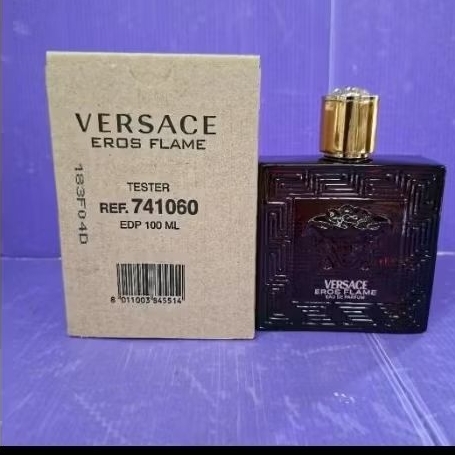 VERSACE
EROS FLAME
TESTER
REF. 741060
EDP 100 ML
183F04D
8 011003 845514
VERSACE
EROS FLAME
EAU DE PARFUM